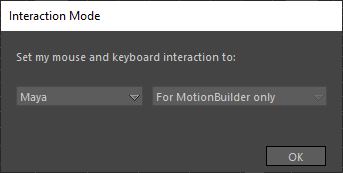 Interaction Mode
Set my mouse and keyboard interaction to:
Maya For MotionBuilder only
OK